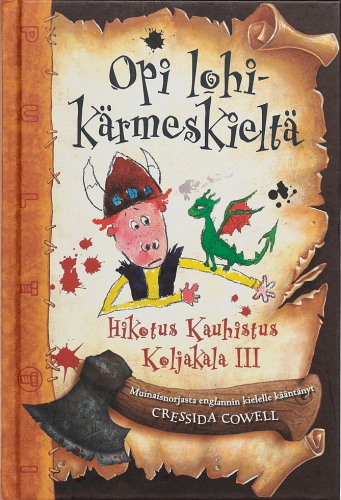 Opi lohi-
kärmeskieltä
Hikotus Kauhistus
Koljakala III
Muinaisnorjasta englannin kielelle kääntänyt
CRESSIDA COWELL